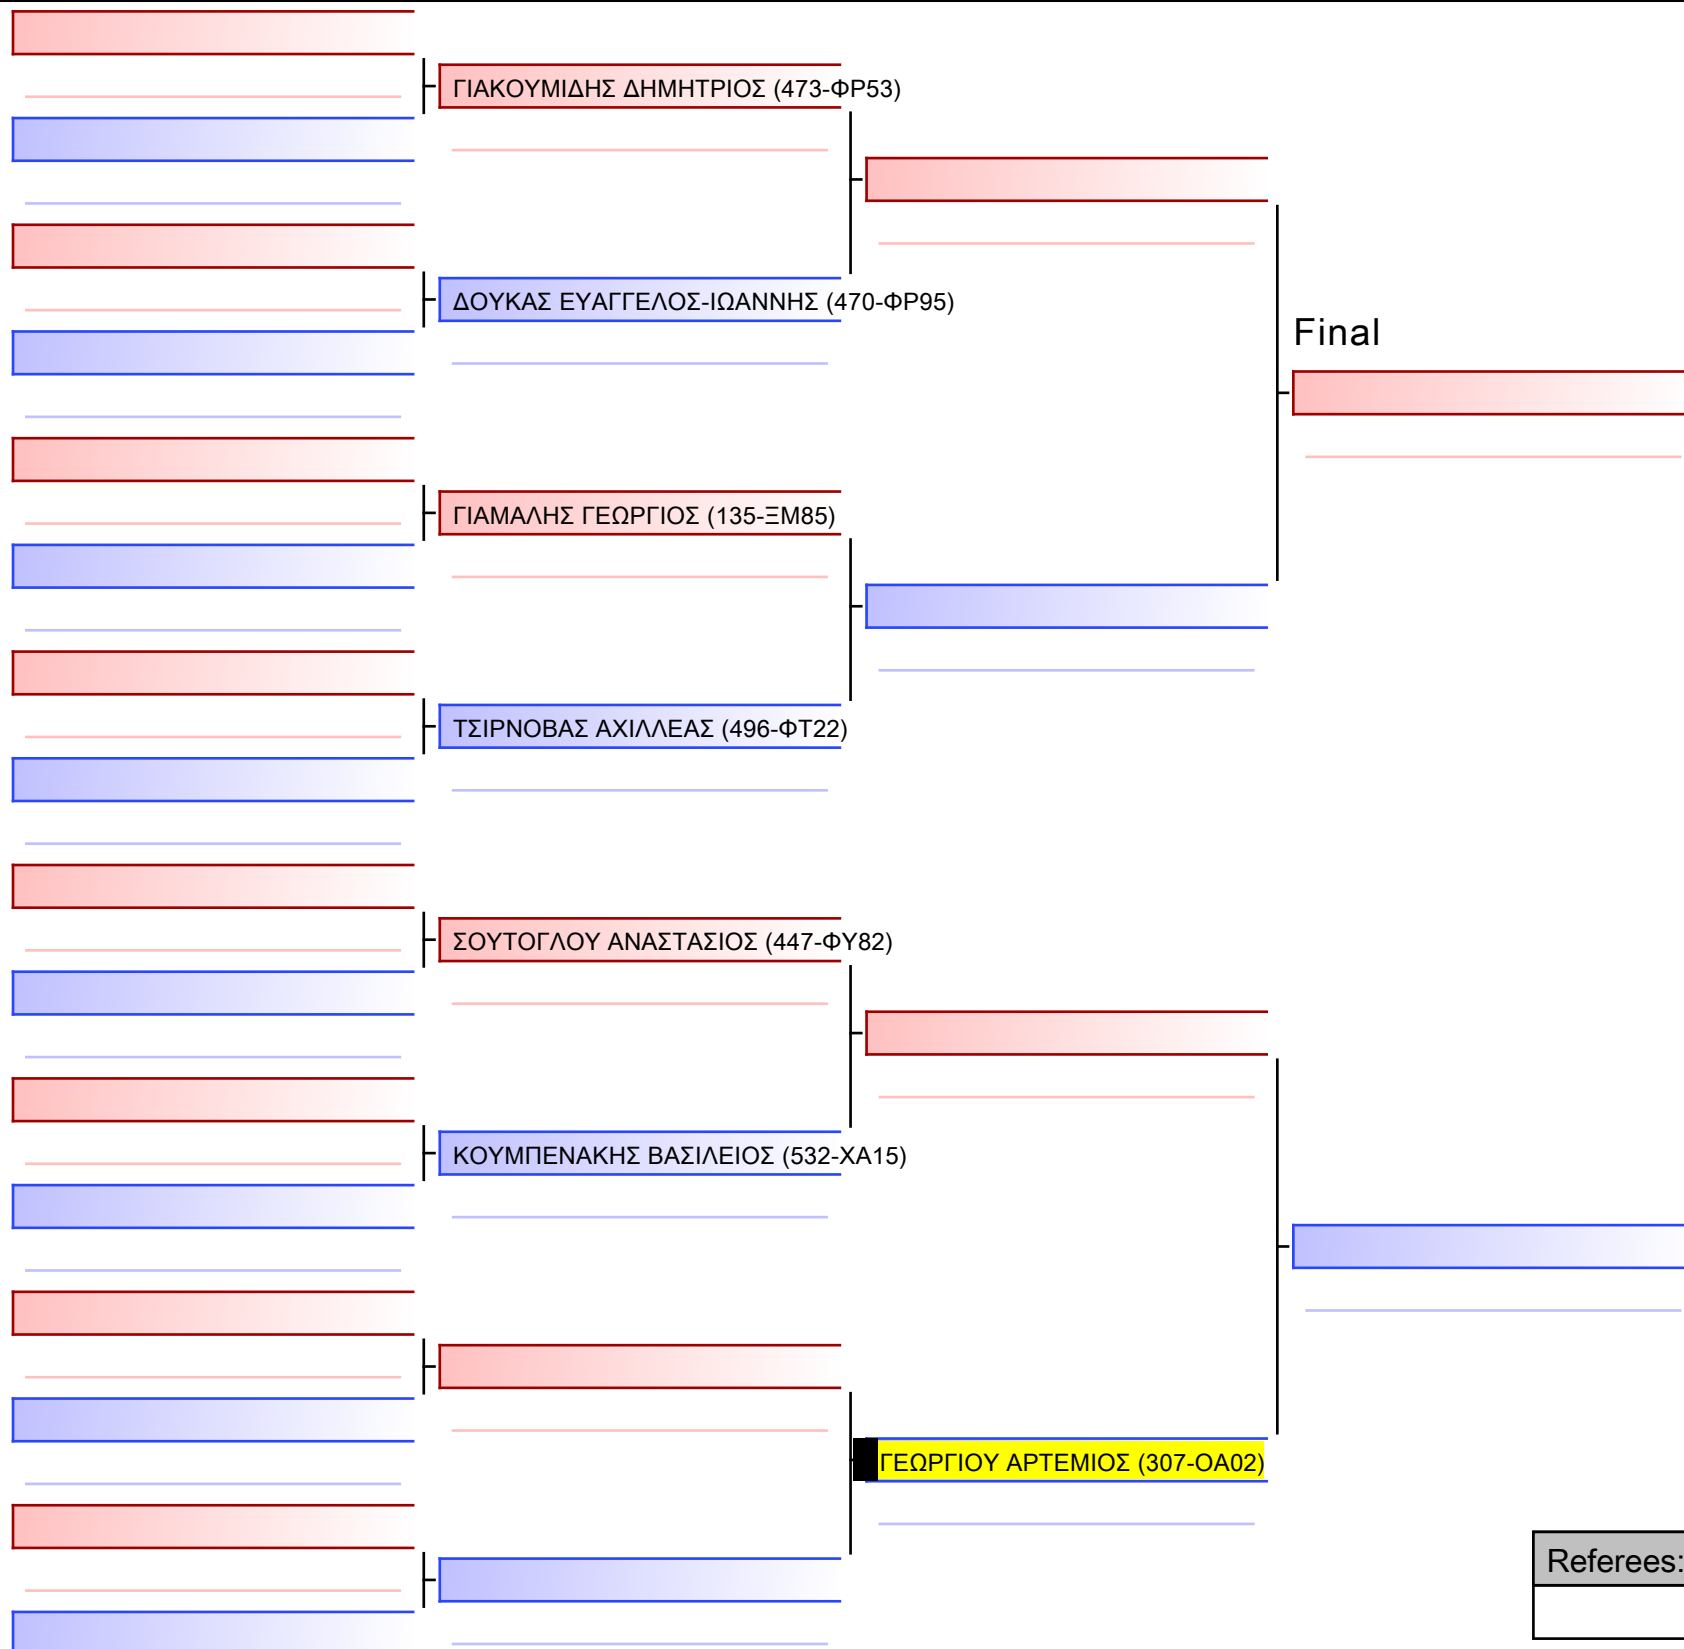 ΓΙΑΚΟΥΜΙΔΗΣ ΔΗΜΗΤΡΙΟΣ (473-ΦΡ53)
ΔΟΥΚΑΣ ΕΥΑΓΓΕΛΟΣ-ΙΩΑΝΝΗΣ (470-ΦΡ95)
Final
ΓΙΑΜΑΛΗΣ ΓΕΩΡΓΙΟΣ (135-ΞΜ85)
ΤΣΙΡΝΟΒΑΣ ΑΧΙΛΛΕΑΣ (496-ΦΤ22)
ΣΟΥΤΟΓΛΟΥ ΑΝΑΣΤΑΣΙΟΣ (447-ΦΥ82)
ΚΟΥΜΠΕΝΑΚΗΣ ΒΑΣΙΛΕΙΟΣ (532-ΧΑ15)
ΓΕΩΡΓΙΟΥ ΑΡΤΕΜΙΟΣ (307-ΟΑ02)
Referees: